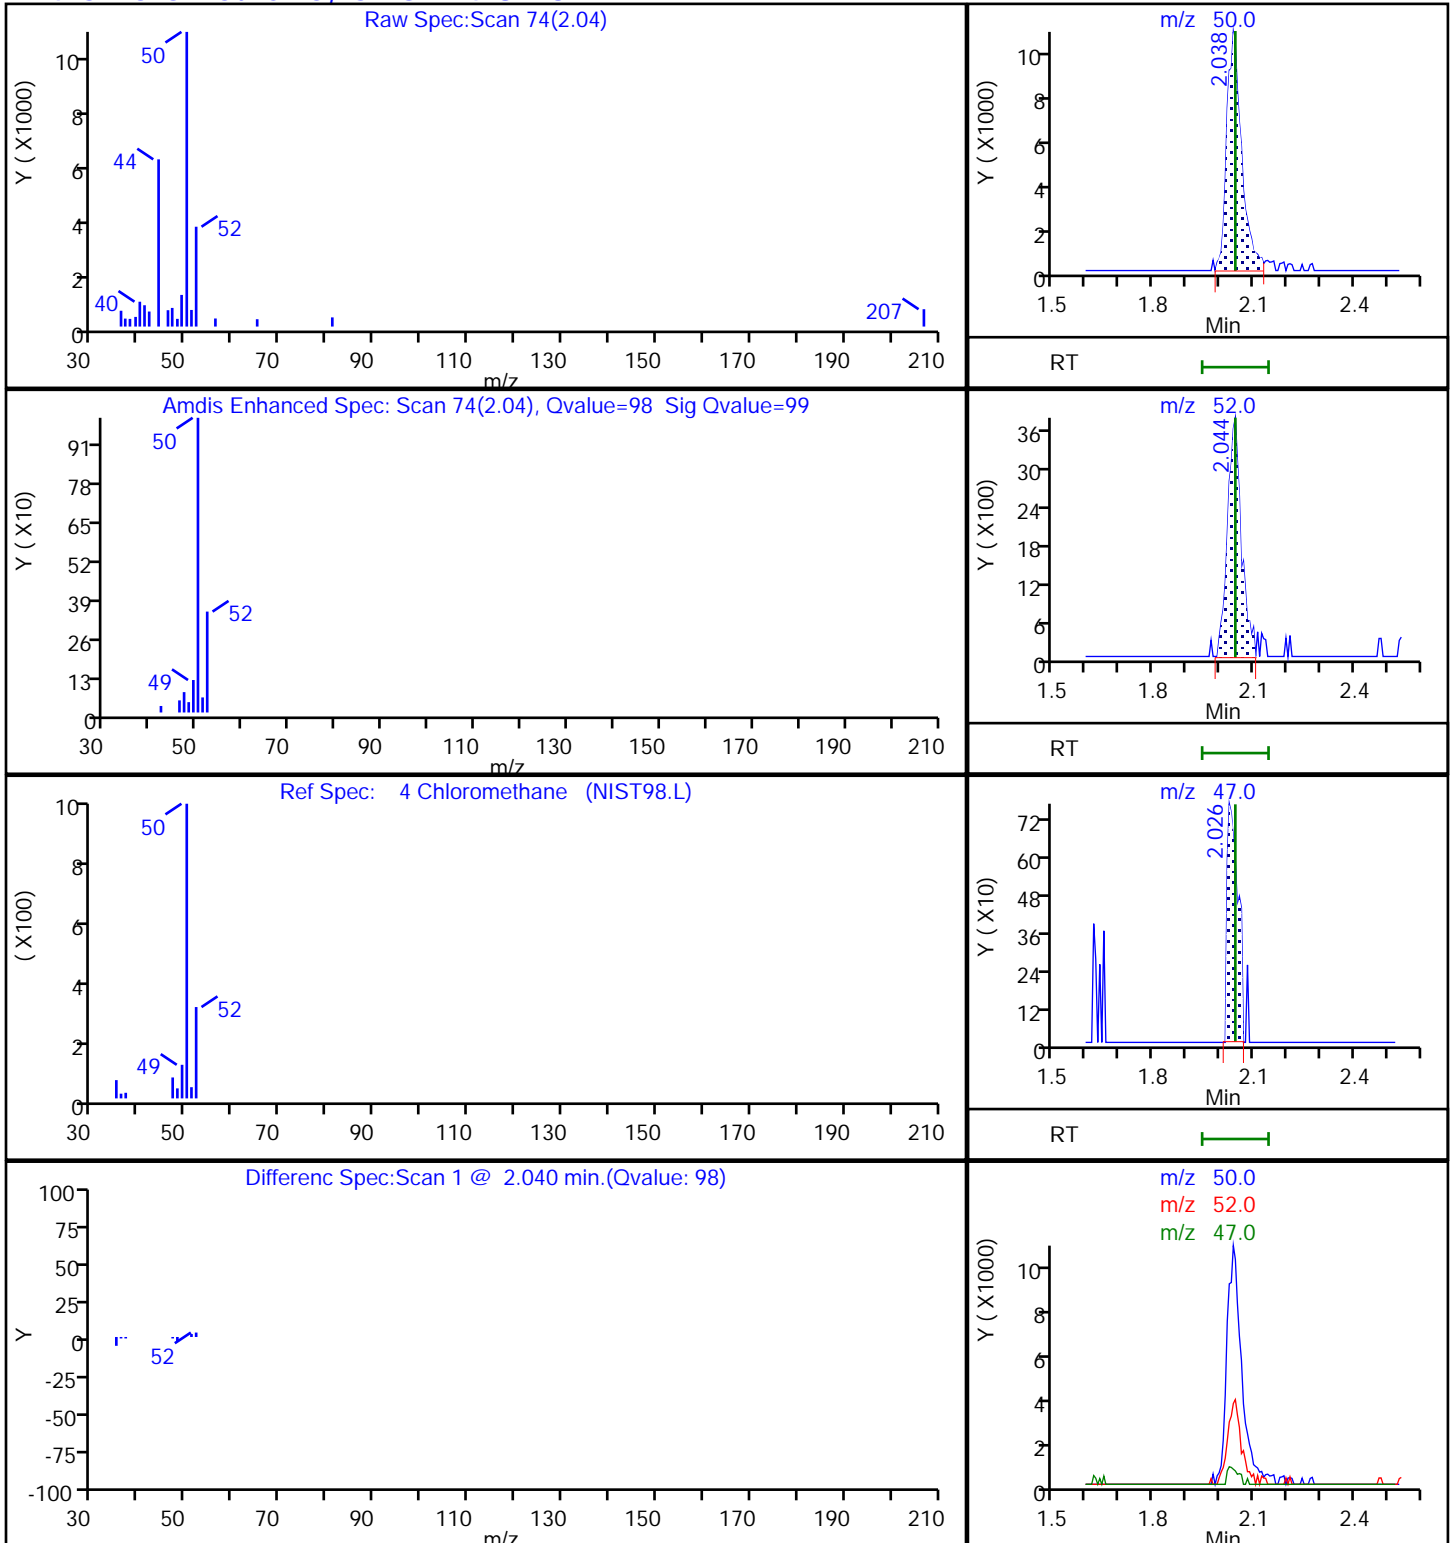 Raw Spec:Scan 74(2.04)
Y ( X1000)
10
8
6
4
2
0
50
44
52
40
207
30 50 70 90 110 130 150 170 190 210
m/z
m/z 50.0
Y ( X1000)
10
8
6
4
2
0
2.038
1.5 1.8 2.1 2.4
Min
RT
Amdis Enhanced Spec: Scan 74(2.04), Qvalue=98 Sig Qvalue=99
Y ( X10)
91
78
65
52
39
26
13
0
50
52
49
30 50 70 90 110 130 150 170 190 210
m/z
m/z 52.0
Y ( X100)
36
30
24
18
12
6
0
2.044
1.5 1.8 2.1 2.4
Min
RT
Ref Spec: 4 Chloromethane (NIST98.L)
( X100)
10
8
6
4
2
0
50
52
49
30 50 70 90 110 130 150 170 190 210
m/z 47.0
Y ( X10)
72
60
48
36
24
12
0
2.026
1.5 1.8 2.1 2.4
Min
RT
Differenc Spec:Scan 1 @ 2.040 min.(Qvalue: 98)
Y
100
75
50
25
0
-25
-50
-75
-100
52
30 50 70 90 110 130 150 170 190 210
m/z
m/z 50.0
m/z 52.0
m/z 47.0
Y ( X1000)
10
8
6
4
2
0
1.5 1.8 2.1 2.4
Min